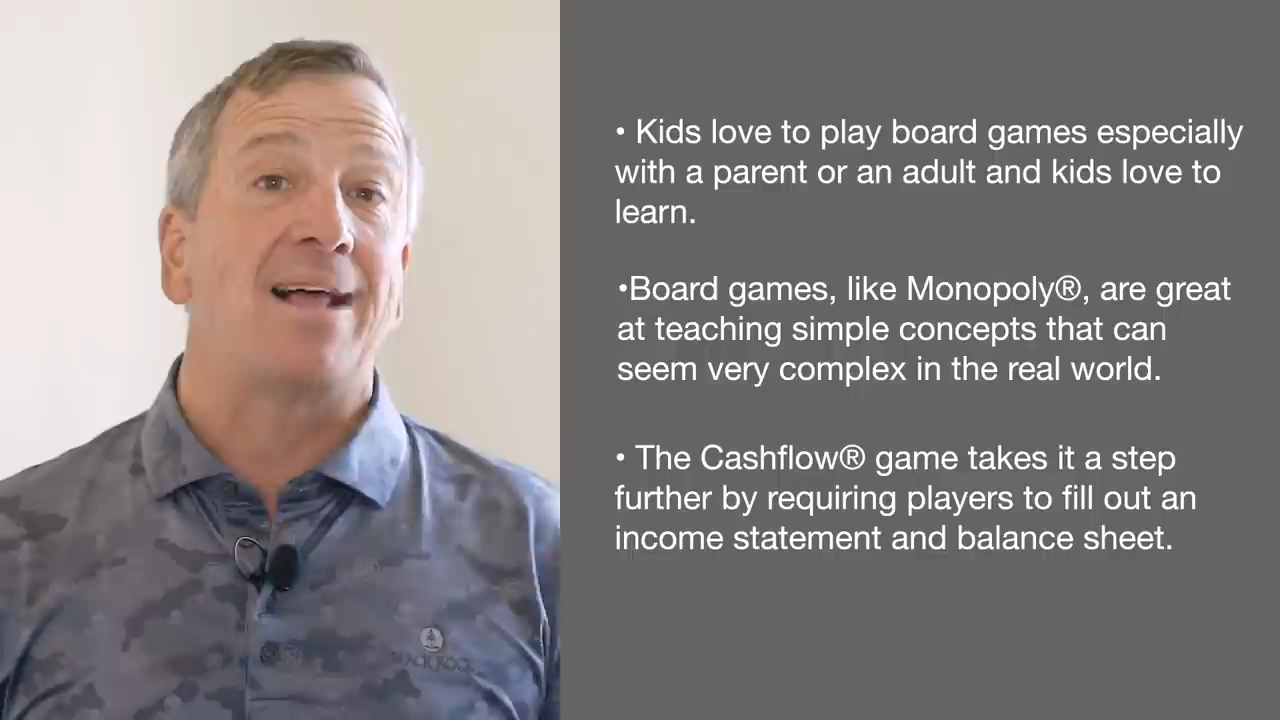 • Kids love to play board games especially
with a parent or an adult and kids love to
learn.
•Board games, like Monopoly®, are great
at teaching simple concepts that can
seem very complex in the real world.
• The Cashflow® game takes it a step
further by requiring players to fill out an
income statement and balance sheet.